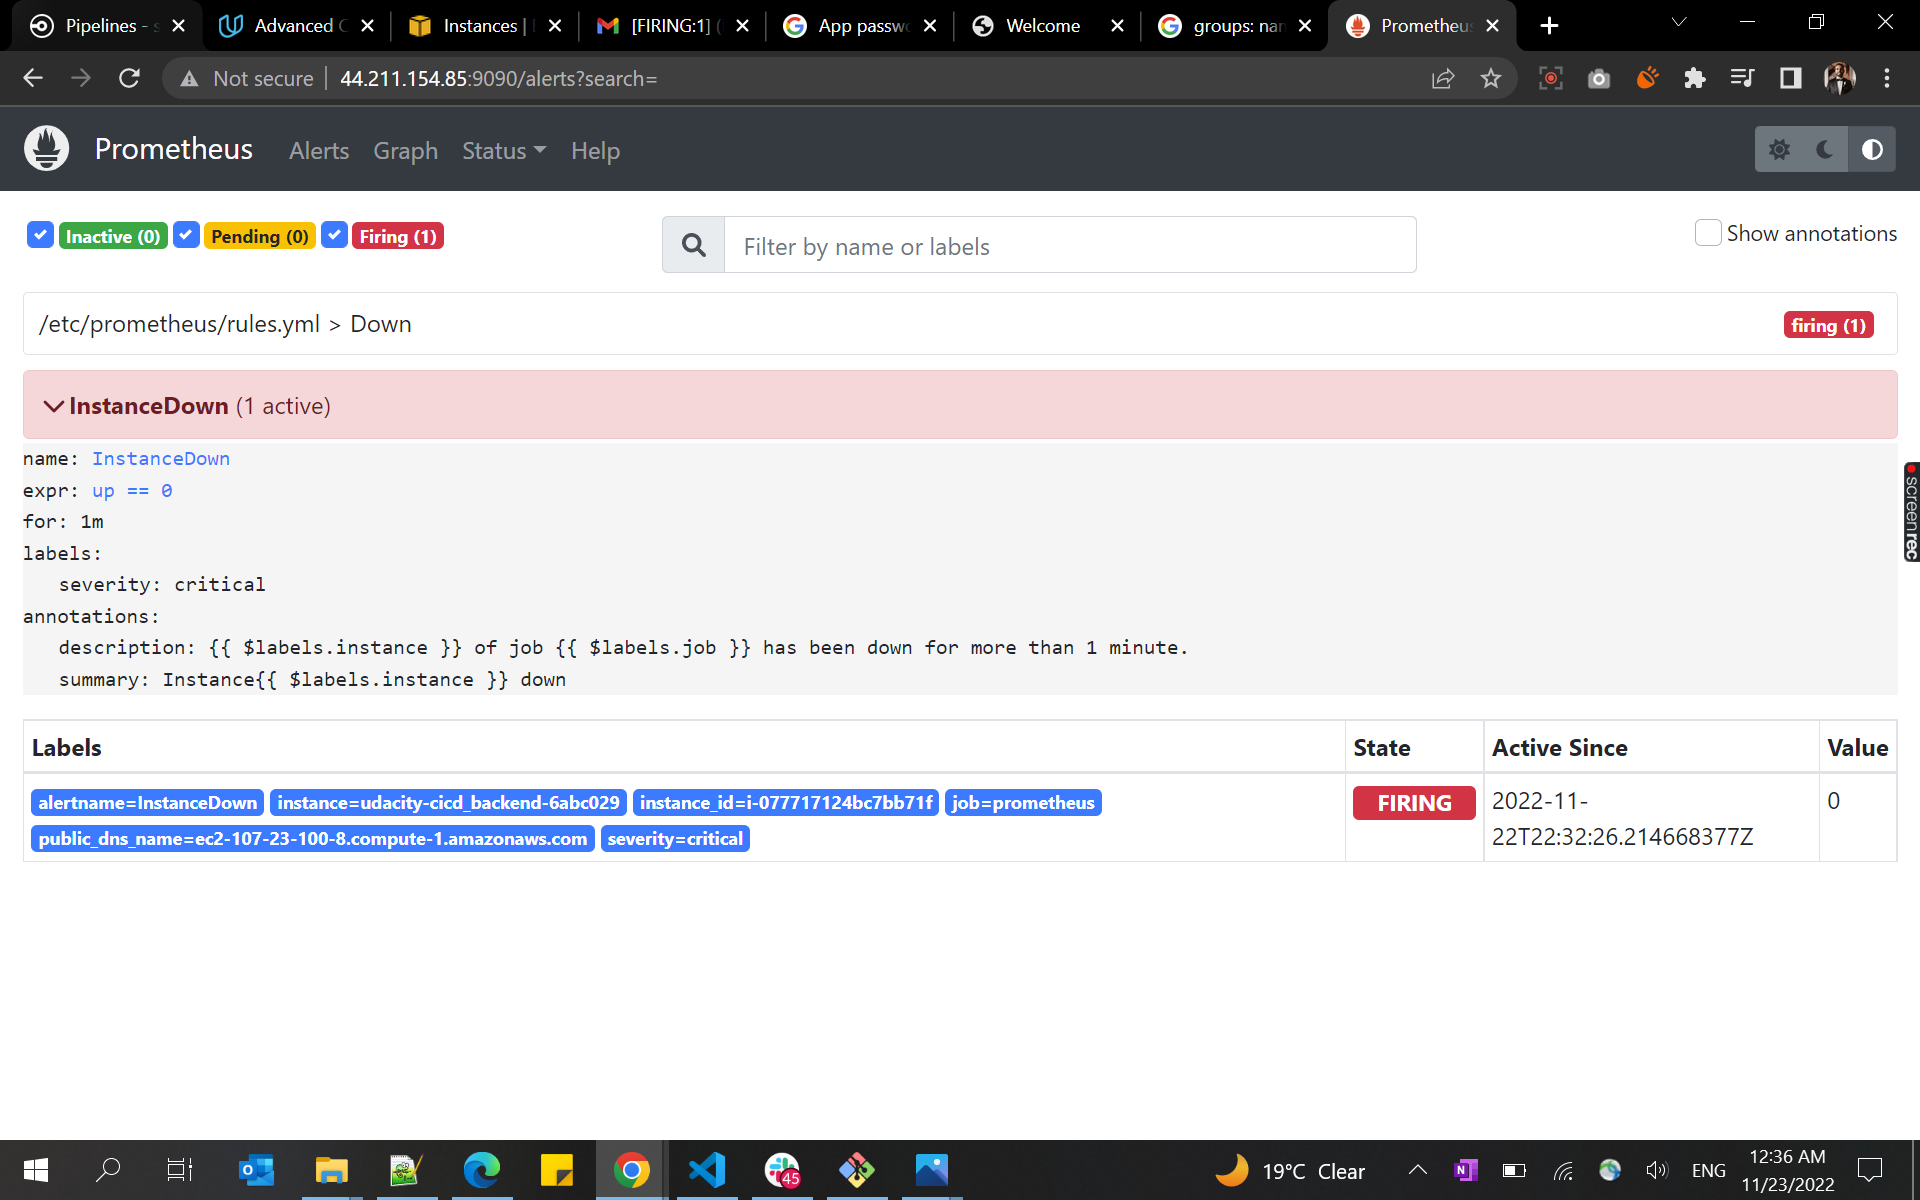 Pipelines - s
Advanced C
Instances | E
[FIRING:1] (
App passwo
Welcome
groups: nan
Prometheus
Not secure
44.211.154.85:9090/alerts?search=
Prometheus
Alerts
Graph
Status
Help
Inactive (0)
Pending (0)
Firing (1)
Filter by name or labels
Show annotations
/etc/prometheus/rules.yml > Down
firing (1)
InstanceDown (1 active)
name: InstanceDown
expr: up == 0
for: 1m
labels:
severity: critical
annotations:
description: {{ $labels.instance }} of job {{ $labels.job }} has been down for more than 1 minute.
summary: Instance{{ $labels.instance }} down
screenrec
Labels
State
Active Since
Value
alertname=InstanceDown
instance=udacity-cicd_backend-6abc029
instance_id=i-077717124bc7bb71f
job=prometheus
public_dns_name=ec2-107-23-100-8.compute-1.amazonaws.com
severity=critical
FIRING
2022-11-
22T22:32:26.214668377Z
0
45
19°C Clear
ENG
12:36 AM
11/23/2022